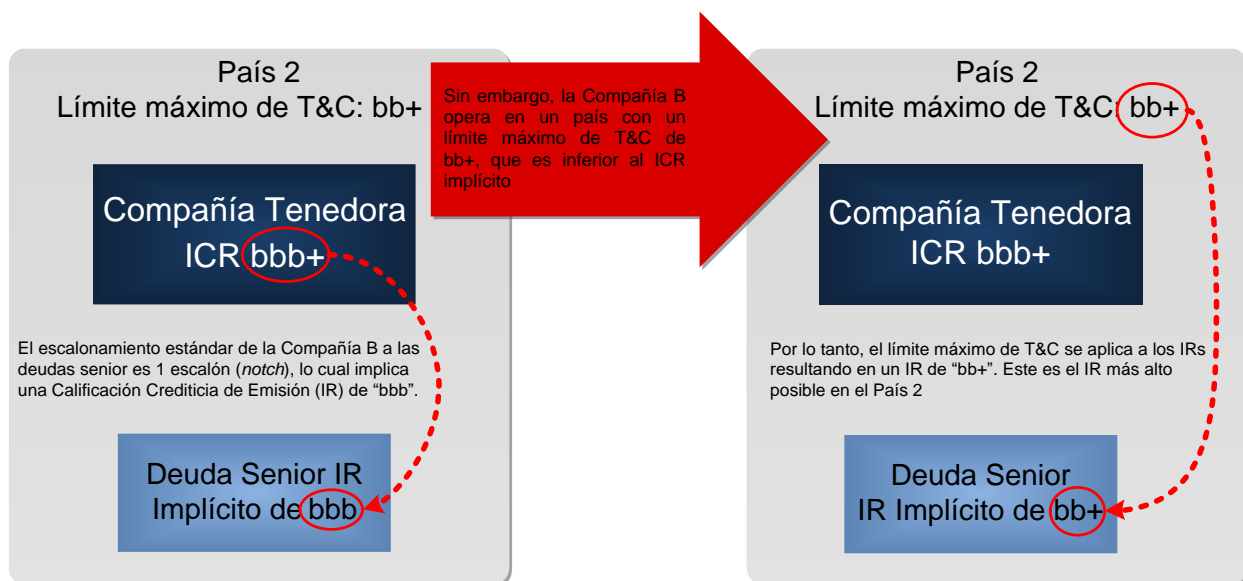 País 2
Límite máximo de T&C: bb+
Compañía Tenedora
ICR bbb+
El escalonamiento estándar de la Compañía B a las
deudas senior es 1 escalón (notch), lo cual implica
una Calificación Crediticia de Emisión (IR) de “bbb”.
Deuda Senior IR
Implícito de bbb
Sin embargo, la Compañía B
opera en un país con un
límite máximo de T&C de
bb+, que es inferior al ICR
implícito
País 2
Límite máximo de T&C: bb+
Compañía Tenedora
ICR bbb+
Por lo tanto, el límite máximo de T&C se aplica a los IRs
resultando en un IR de “bb+”. Este es el IR más alto
posible en el País 2
Deuda Senior
IR Implícito de bb+